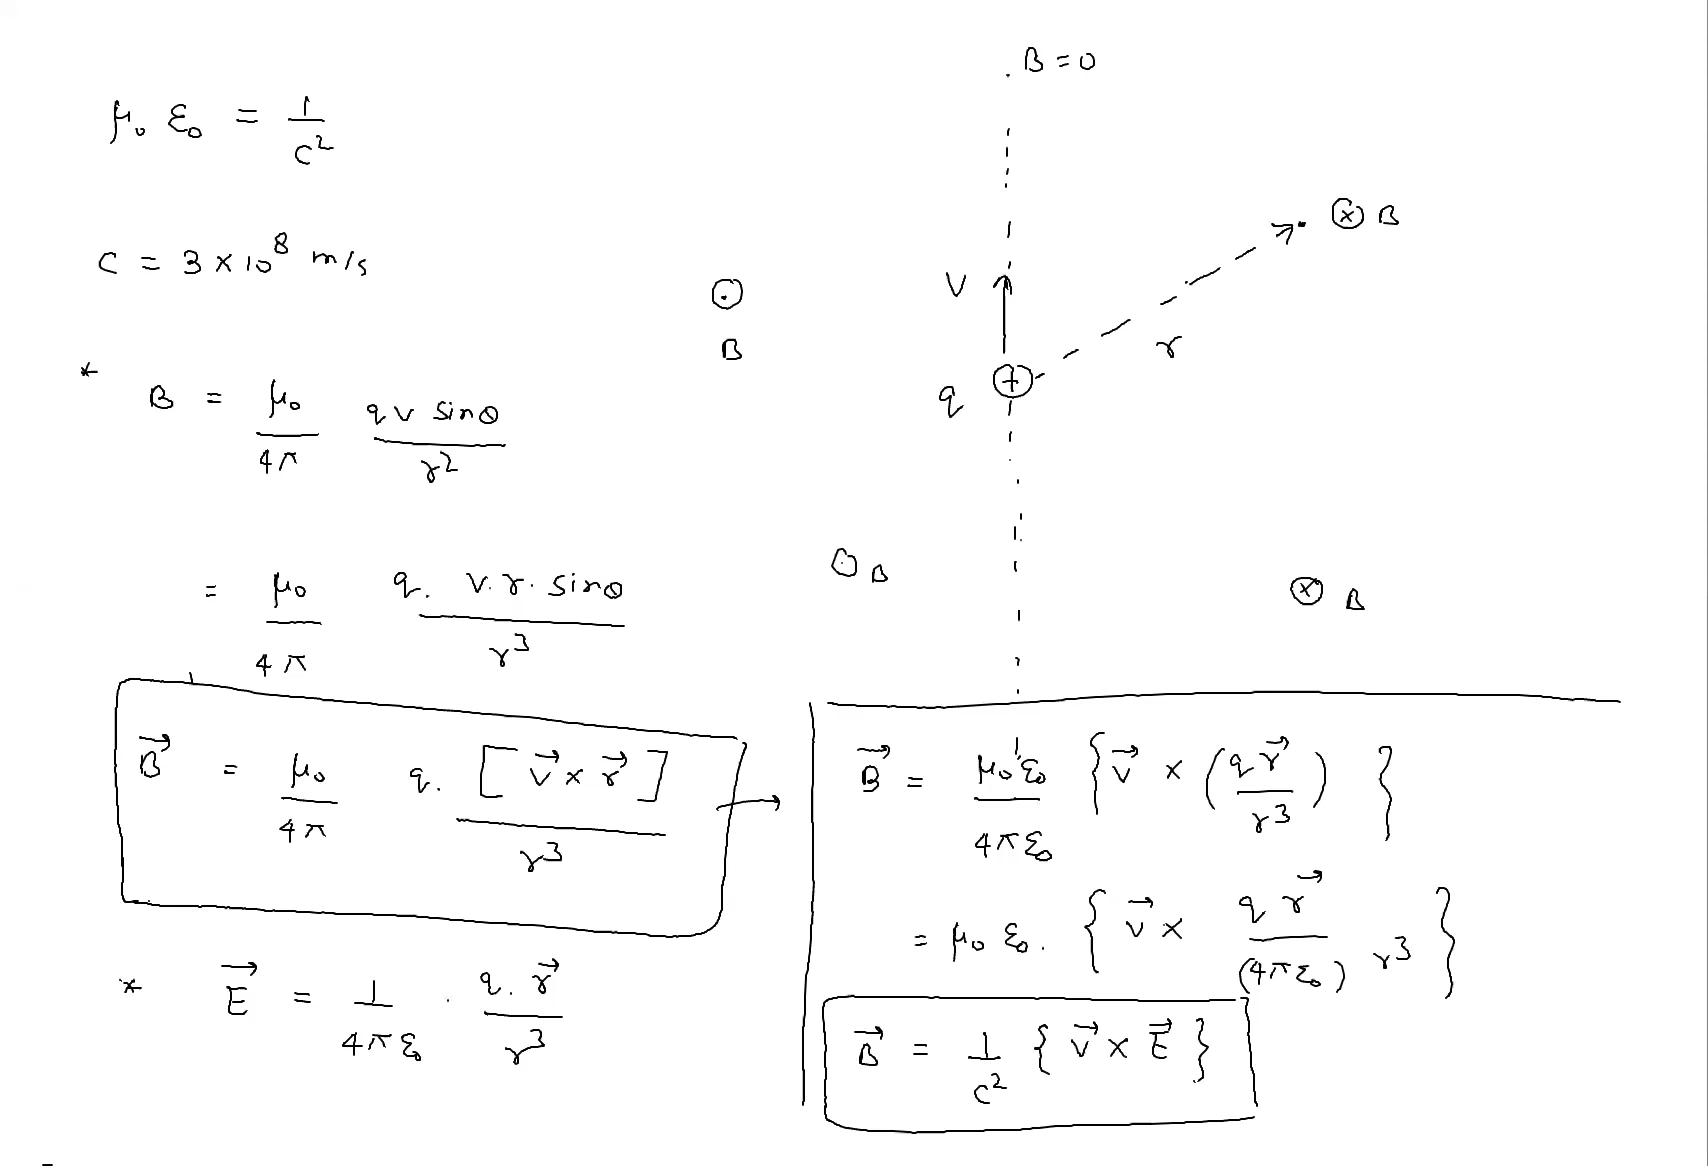 μ₀ ε₀ = 1/c²
c = 3 × 10⁸ m/s
* B = μ₀/4π qv sinθ/r²
= μ₀/4π q. v.r. sinθ/r³
B⃗ = μ₀/4π q. [v⃗ × r⃗]/r³
* E⃗ = 1/4πε₀ . q.r⃗/r³
. B = 0
⊗ B
⊙
B
V
r
q
+
⊙ B
⊗ B
B⃗ = μ₀ε₀/4πε₀ {v⃗ × (qr⃗/r³)}
= μ₀ ε₀. {v⃗ × qr⃗/(4πε₀) r³}
B⃗ = 1/c² {v⃗ × E⃗}